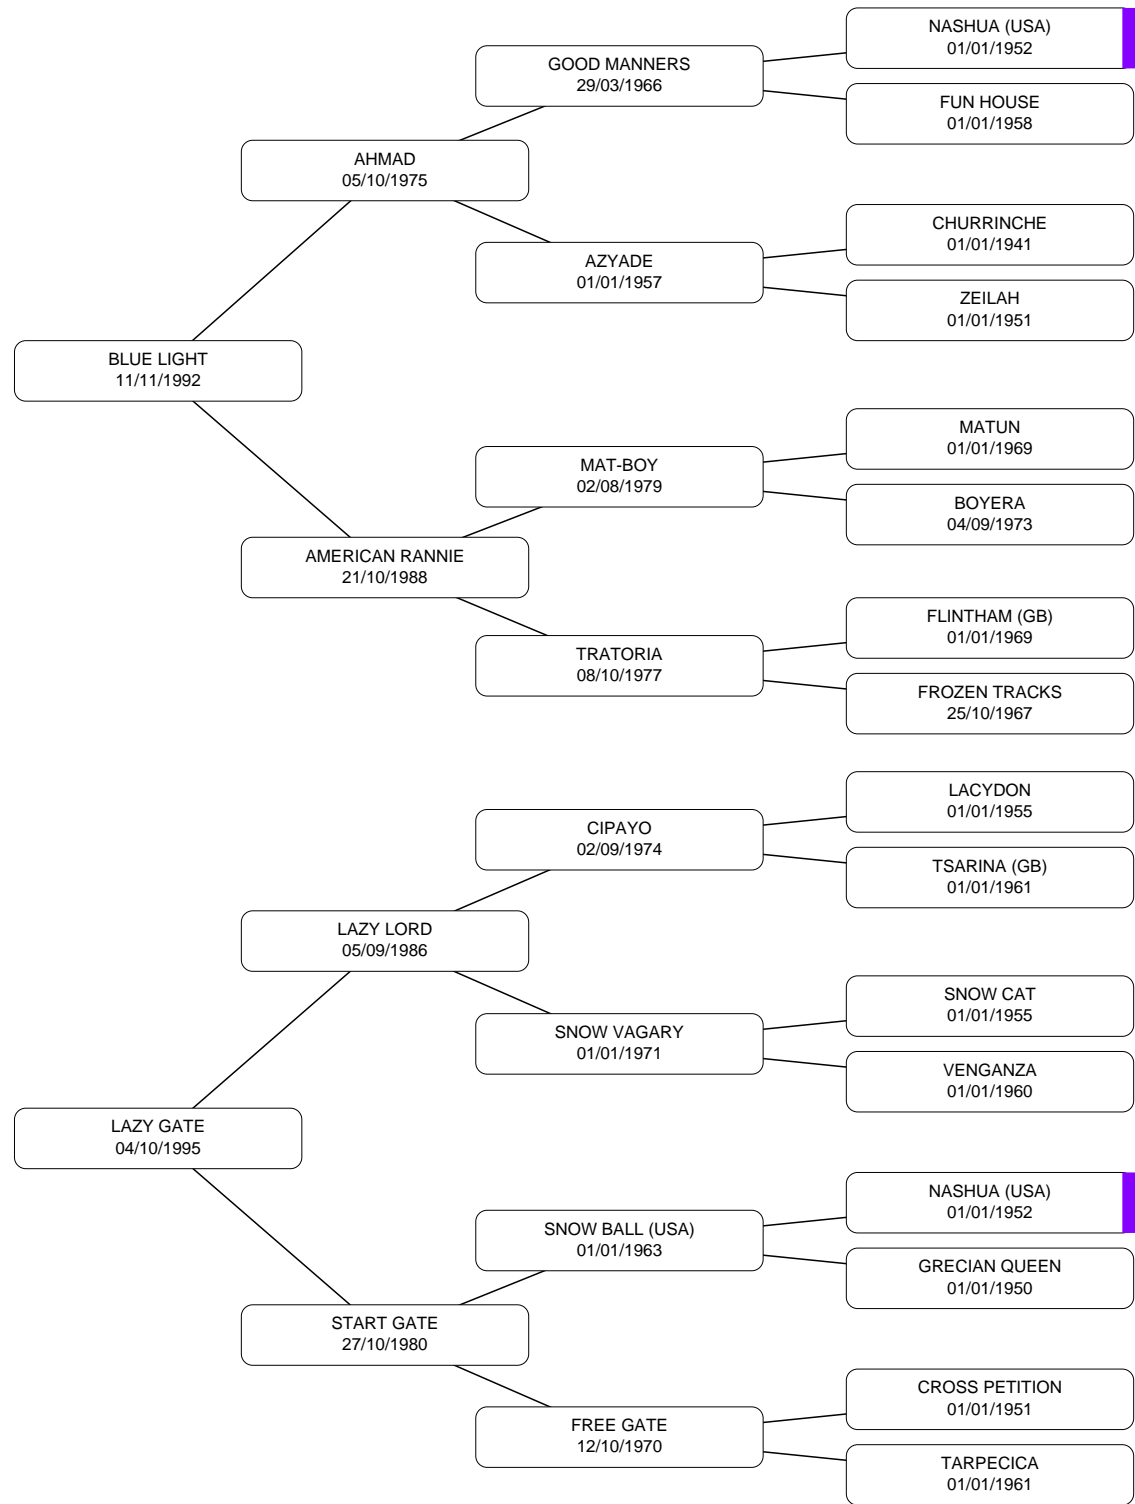 NASHUA (USA)
01/01/1952
GOOD MANNERS
29/03/1966
FUN HOUSE
01/01/1958
AHMAD
05/10/1975
CHURRINCHE
01/01/1941
AZYADE
01/01/1957
ZEILAH
01/01/1951
BLUE LIGHT
11/11/1992
MATUN
01/01/1969
MAT-BOY
02/08/1979
BOYERA
04/09/1973
AMERICAN RANNIE
21/10/1988
FLINTHAM (GB)
01/01/1969
TRATORIA
08/10/1977
FROZEN TRACKS
25/10/1967
LACYDON
01/01/1955
CIPAYO
02/09/1974
TSARINA (GB)
01/01/1961
LAZY LORD
05/09/1986
SNOW CAT
01/01/1955
SNOW VAGARY
01/01/1971
VENGANZA
01/01/1960
LAZY GATE
04/10/1995
NASHUA (USA)
01/01/1952
SNOW BALL (USA)
01/01/1963
GRECIAN QUEEN
01/01/1950
START GATE
27/10/1980
CROSS PETITION
01/01/1951
FREE GATE
12/10/1970
TARPECICA
01/01/1961